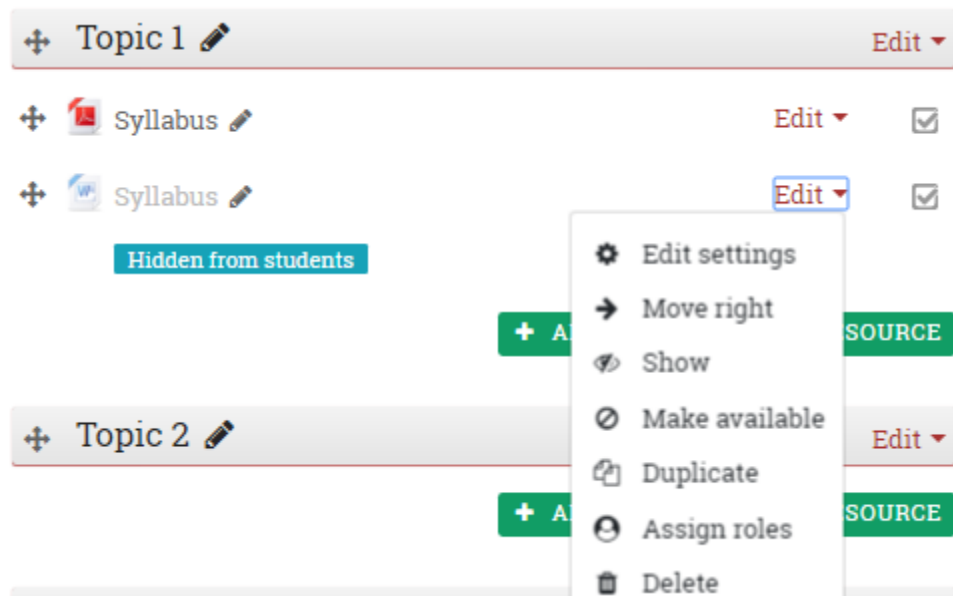 Topic 1
Edit
Syllabus
Edit
Syllabus
Edit
Hidden from students
Edit settings
Move right
Show
Make available
Duplicate
Assign roles
Delete
Topic 2
Edit